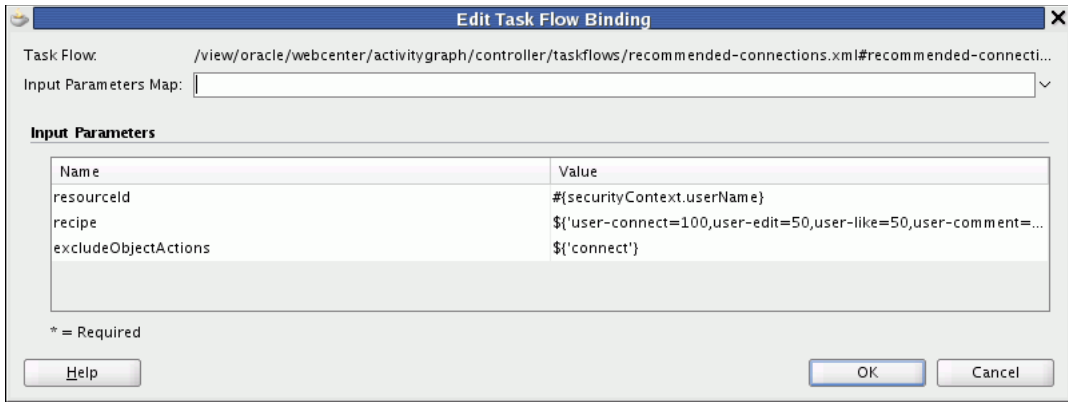 Edit Task Flow Binding
Task Flow: /view/oracle/webcenter/activitygraph/controller/taskflows/recommended-connections.xml#recommended-connecti...
Input Parameters Map:
Input Parameters
Name Value
resourceId #{securityContext.userName}
recipe ${'user-connect=100,user-edit=50,user-like=50,user-comment=...
excludeObjectActions ${'connect'}
* = Required
Help OK Cancel